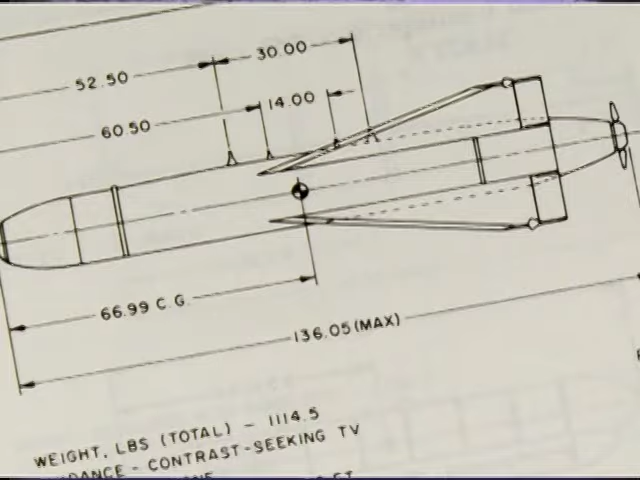 30.00
52.50
14.00
60.50
66.99 C.G.
136.05 (MAX)
WEIGHT, LBS (TOTAL) - 1114.5
DANCE - CONTRAST-SEEKING TV